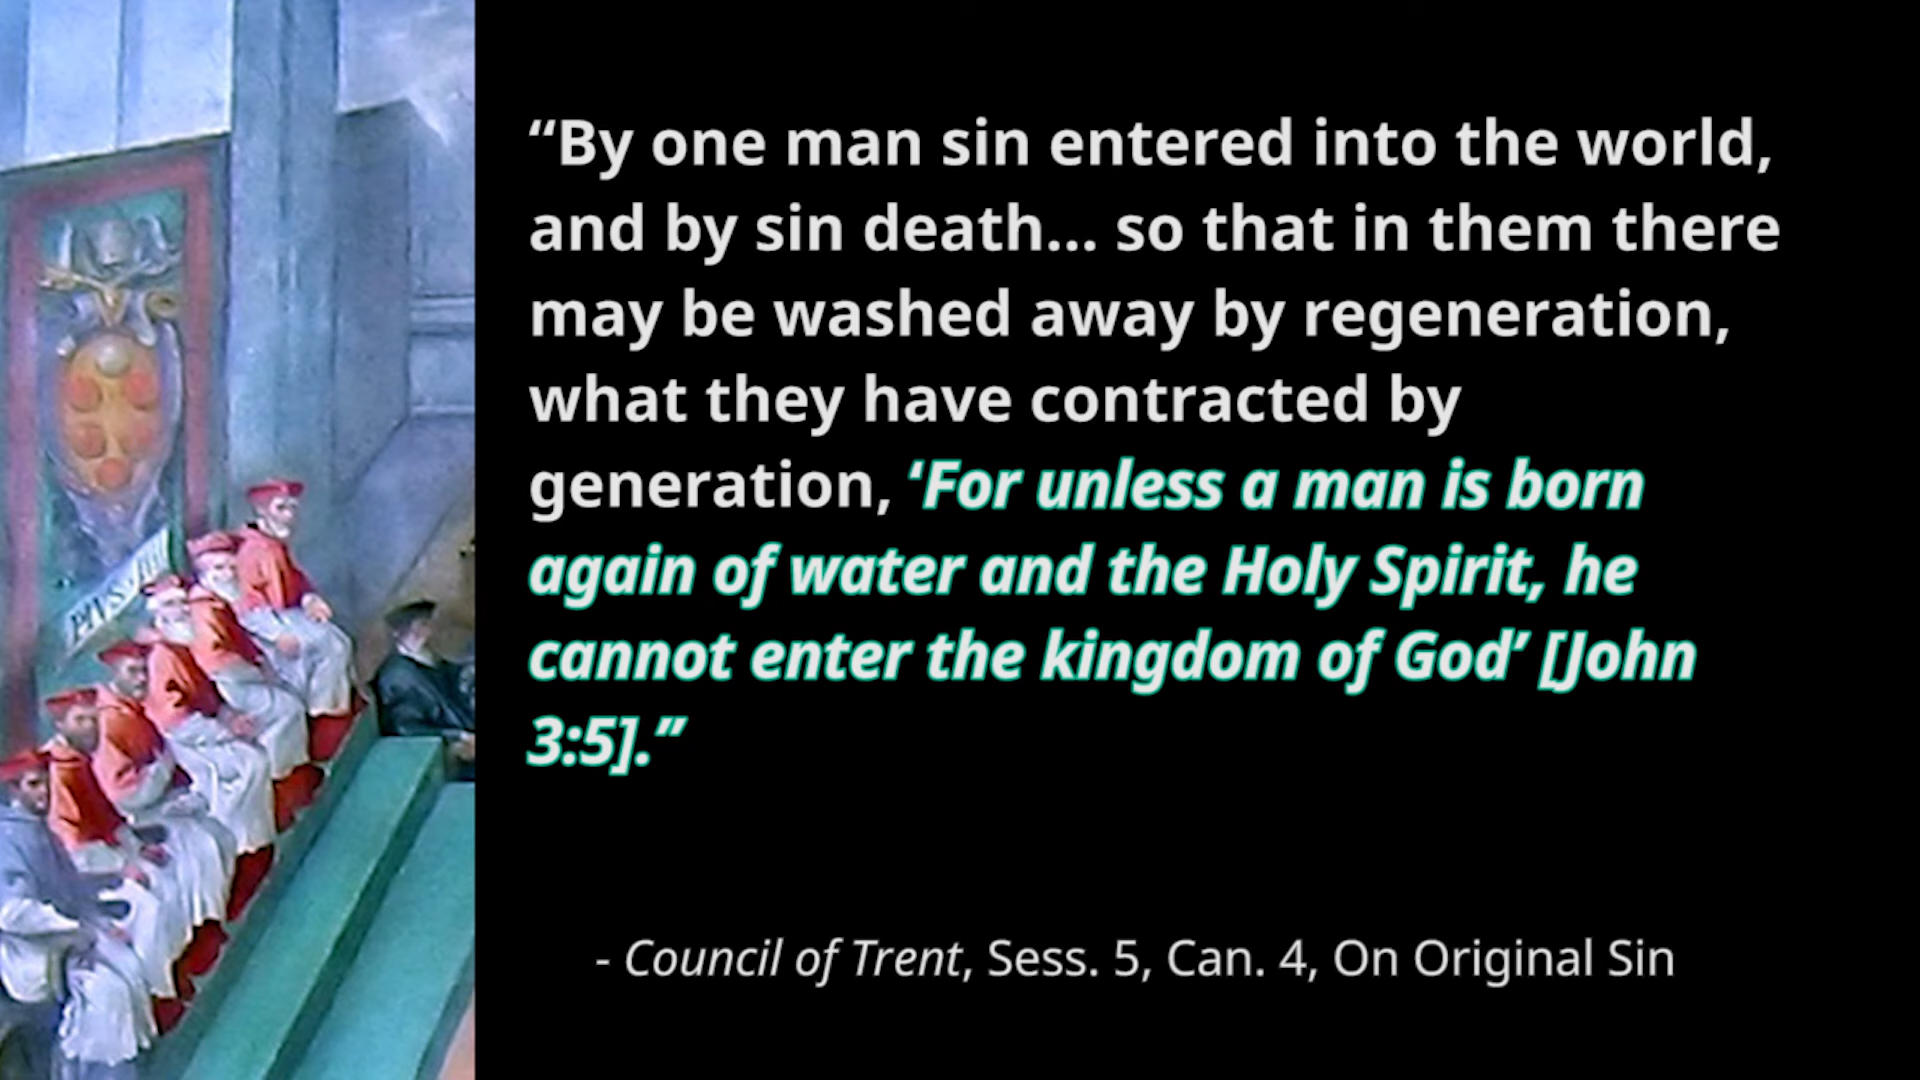 “By one man sin entered into the world,
and by sin death... so that in them there
may be washed away by regeneration,
what they have contracted by
generation, ‘For unless a man is born
again of water and the Holy Spirit, he
cannot enter the kingdom of God’ [John
3:5].”
- Council of Trent, Sess. 5, Can. 4, On Original Sin